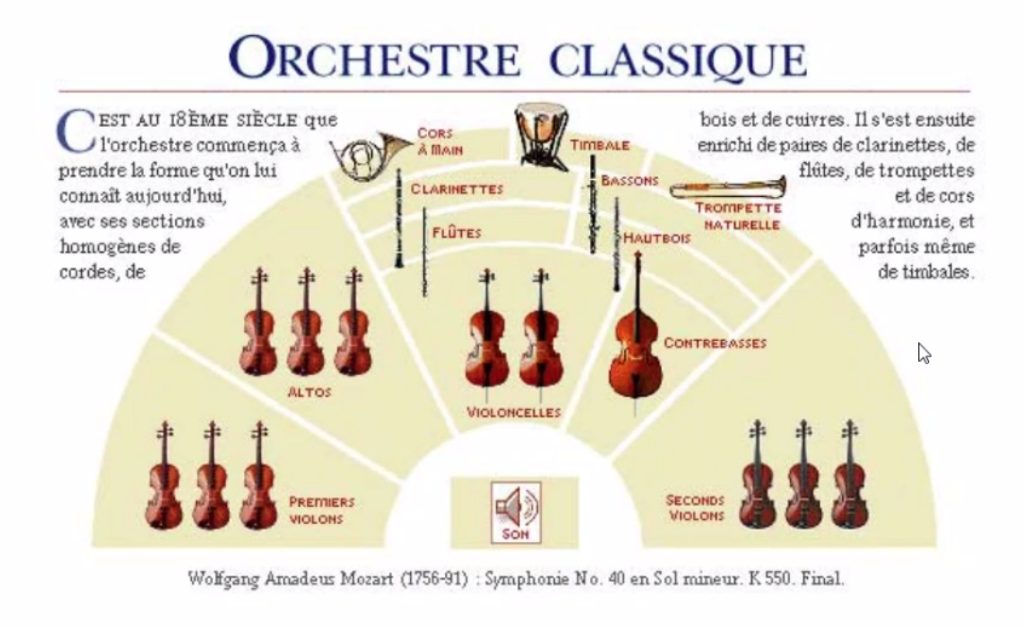 ORCHESTRE CLASSIQUE
C'EST AU 18ÈME SIÈCLE que
l'orchestre commença à
prendre la forme qu'on lui
connaît aujourd'hui,
avec ses sections
homogènes de
cordes, de
bois et de cuivres. Il s'est ensuite
enrichi de paires de clarinettes, de
flûtes, de trompettes
et de cors
d'harmonie, et
parfois même
de timbales.
CORS
À MAIN
TIMBALE
CLARINETTES
BASSONS
TROMPETTE
NATURELLE
FLÛTES
HAUTBOIS
CONTREBASSES
ALTOS
VIOLONCELLES
PREMIERS
VIOLONS
SON
SECONDS
VIOLONS
Wolfgang Amadeus Mozart (1756-91) : Symphonie No. 40 en Sol mineur. K 550. Final.